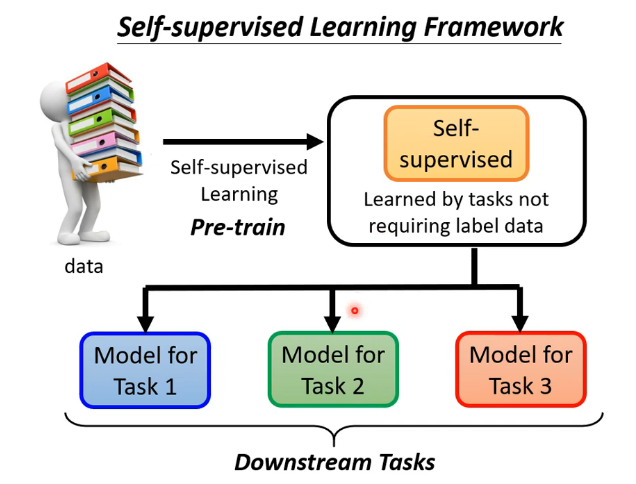 Self-supervised Learning Framework
Self-
supervised
Self-supervised
Learning
Pre-train
Learned by tasks not
requiring label data
data
Model for
Task 1
Model for
Task 2
Model for
Task 3
Downstream Tasks